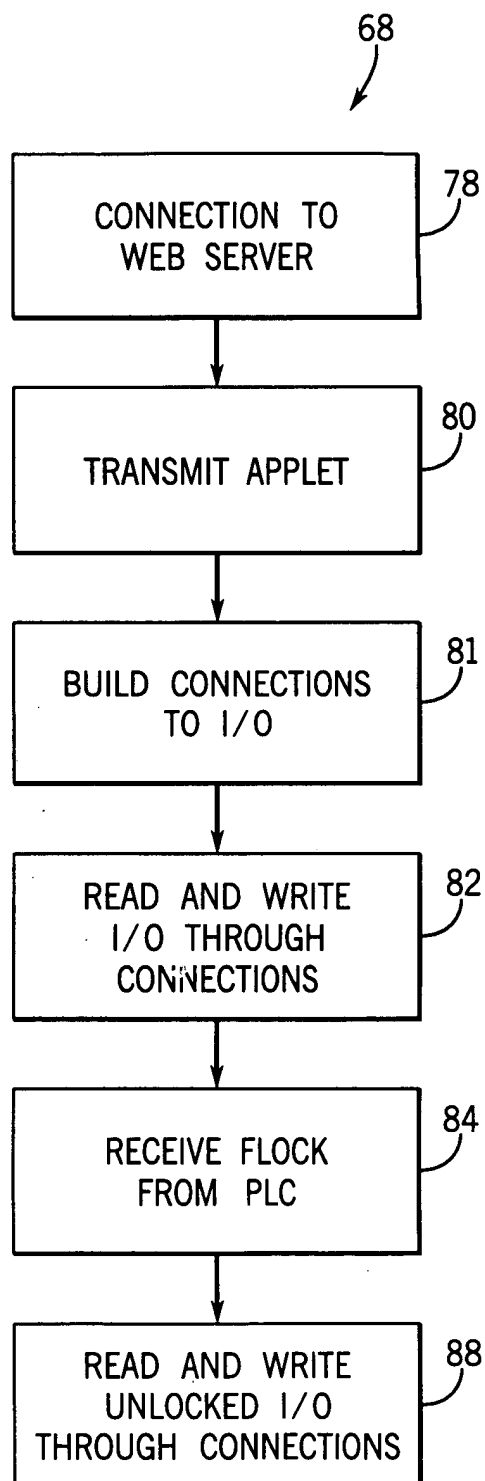 68
CONNECTION TO
WEB SERVER
78
TRANSMIT APPLET
80
BUILD CONNECTIONS
TO I/O
81
READ AND WRITE
I/O THROUGH
CONNECTIONS
82
RECEIVE FLOCK
FROM PLC
84
READ AND WRITE
UNLOCKED I/O
THROUGH CONNECTIONS
88